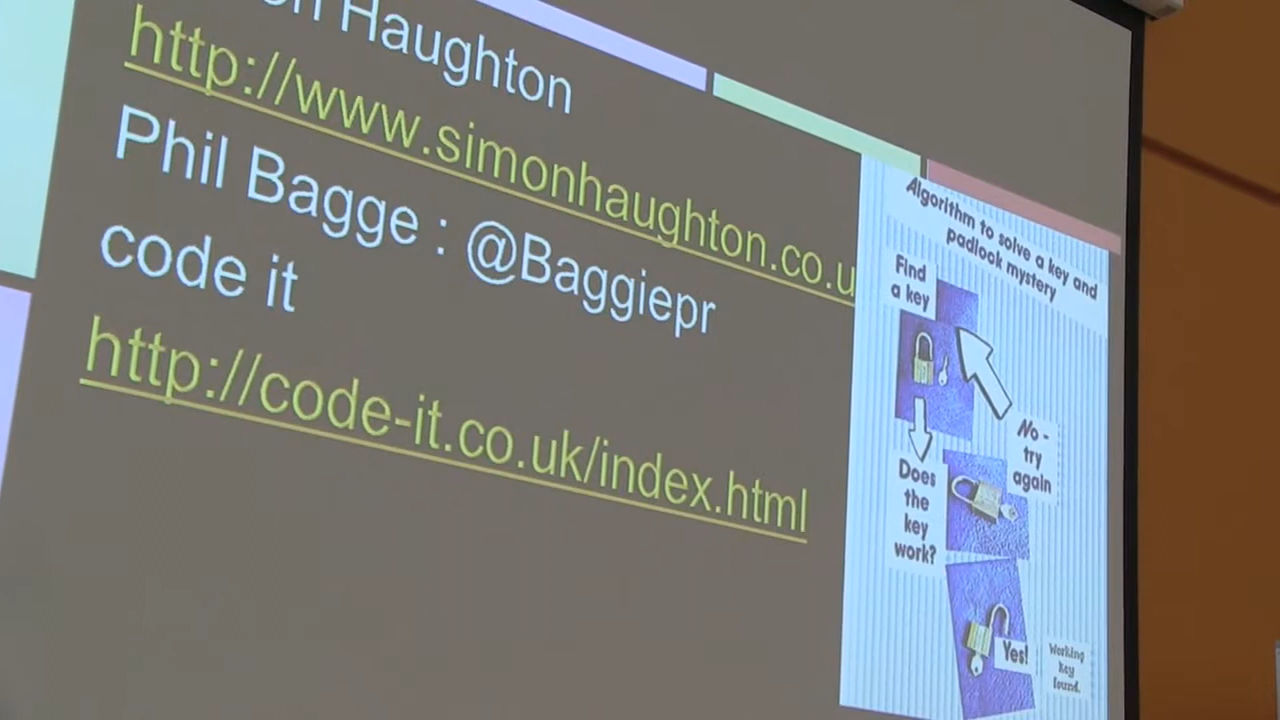 Haughton
http://www.simonhaughton.co.u
Phil Bagge : @Baggiepr
code it
http://code-it.co.uk/index.html
Algorithm to solve a key and
padlock mystery
Find
a key
No -
try
again
Does
the
key
work?
Yes!
Working
key
found.